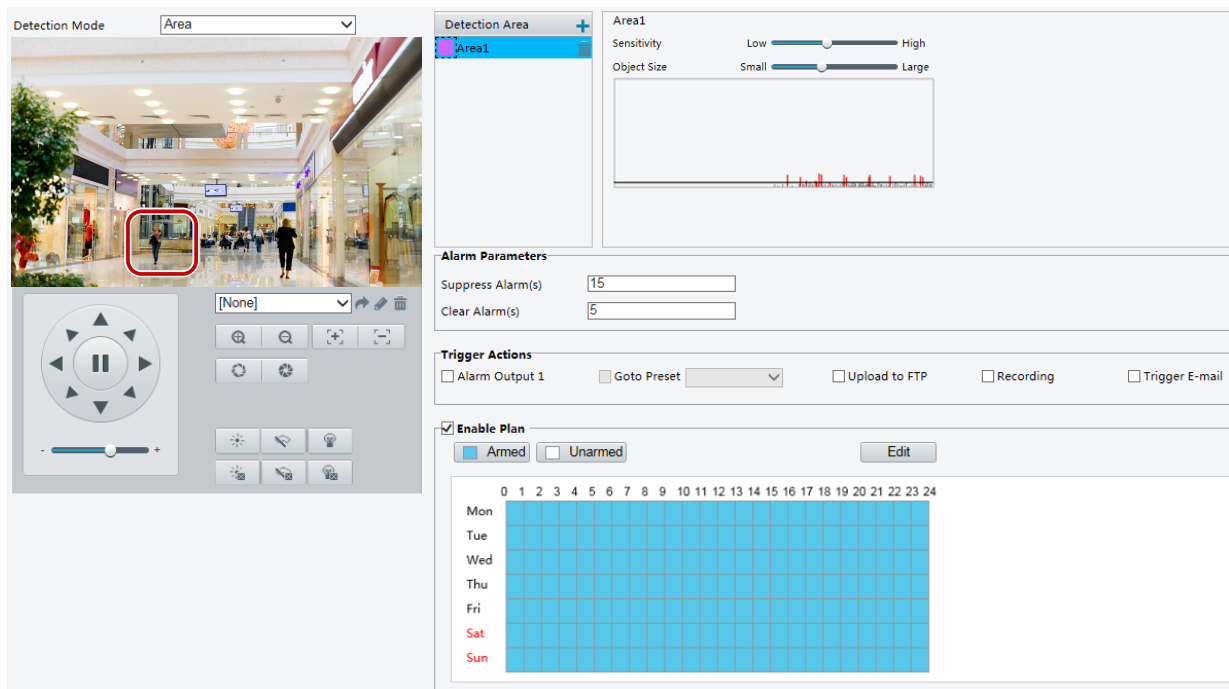 Detection Mode Area
Detection Area +
Area1
Area1
Sensitivity Low High
Object Size Small Large
Alarm Parameters
Suppress Alarm(s) 15
Clear Alarm(s) 5
[None]
- +
Trigger Actions
Alarm Output 1 Goto Preset Upload to FTP Recording Trigger E-mail
Enable Plan
Armed Unarmed Edit
0 1 2 3 4 5 6 7 8 9 10 11 12 13 14 15 16 17 18 19 20 21 22 23 24
Mon
Tue
Wed
Thu
Fri
Sat
Sun